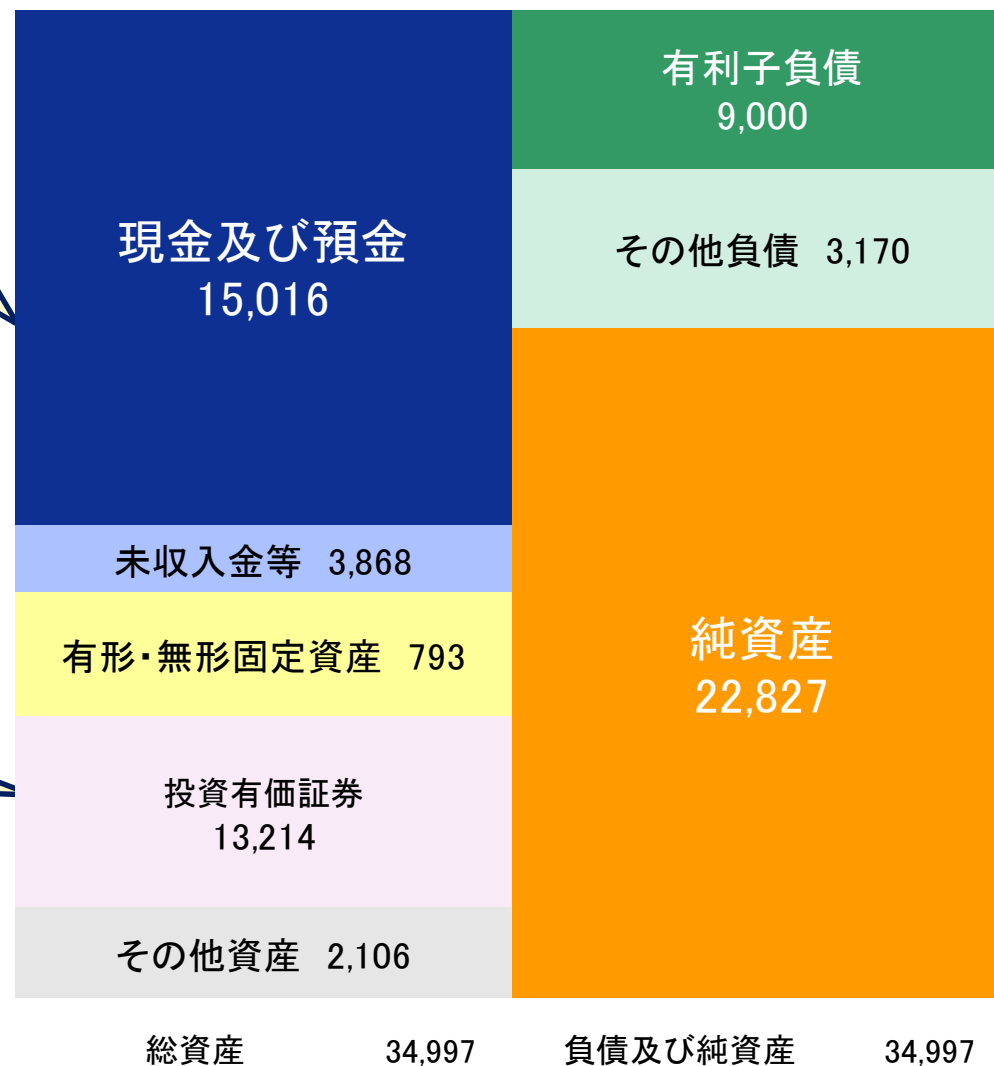 現金及び預金
15,016
未収入金等 3,868
有形・無形固定資産 793
投資有価証券
13,214
その他資産 2,106
有利子負債
9,000
その他負債 3,170
純資産
22,827
総資産 34,997 負債及び純資産 34,997